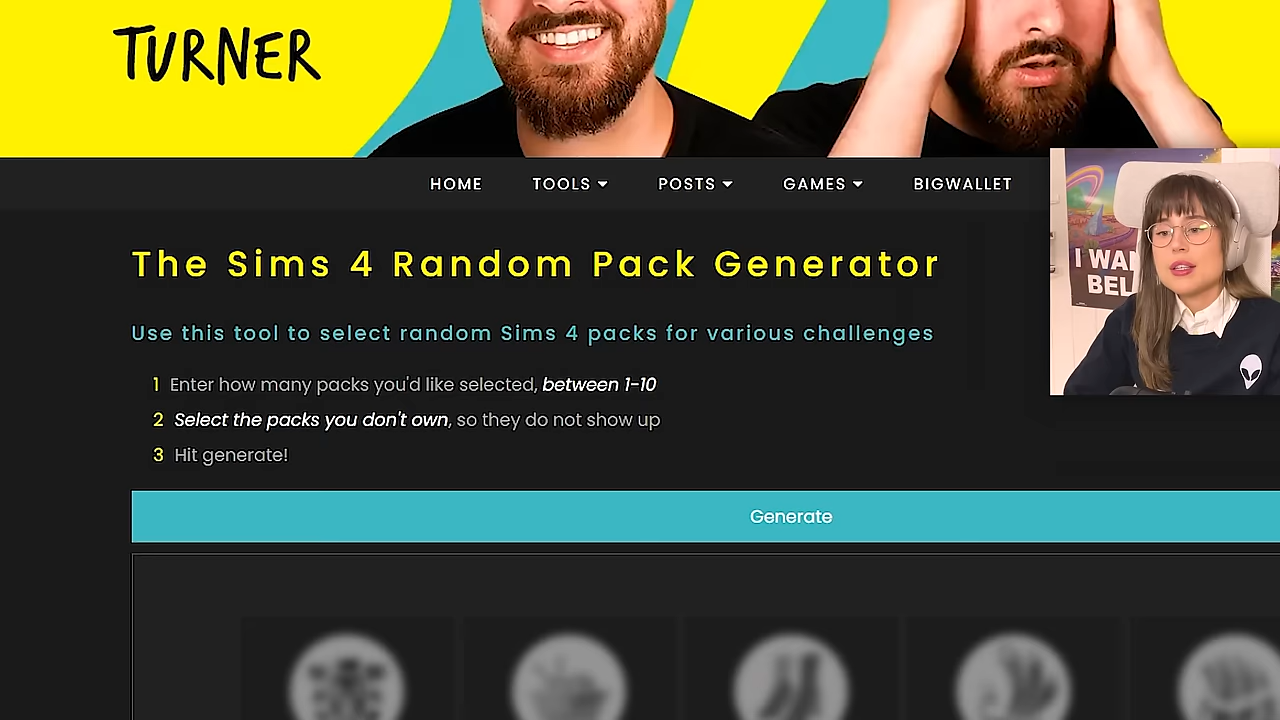 TURNER
HOME TOOLS POSTS GAMES BIGWALLET
I WAN
BEL
The Sims 4 Random Pack Generator
Use this tool to select random Sims 4 packs for various challenges
1 Enter how many packs you'd like selected, between 1-10
2 Select the packs you don't own, so they do not show up
3 Hit generate!
Generate